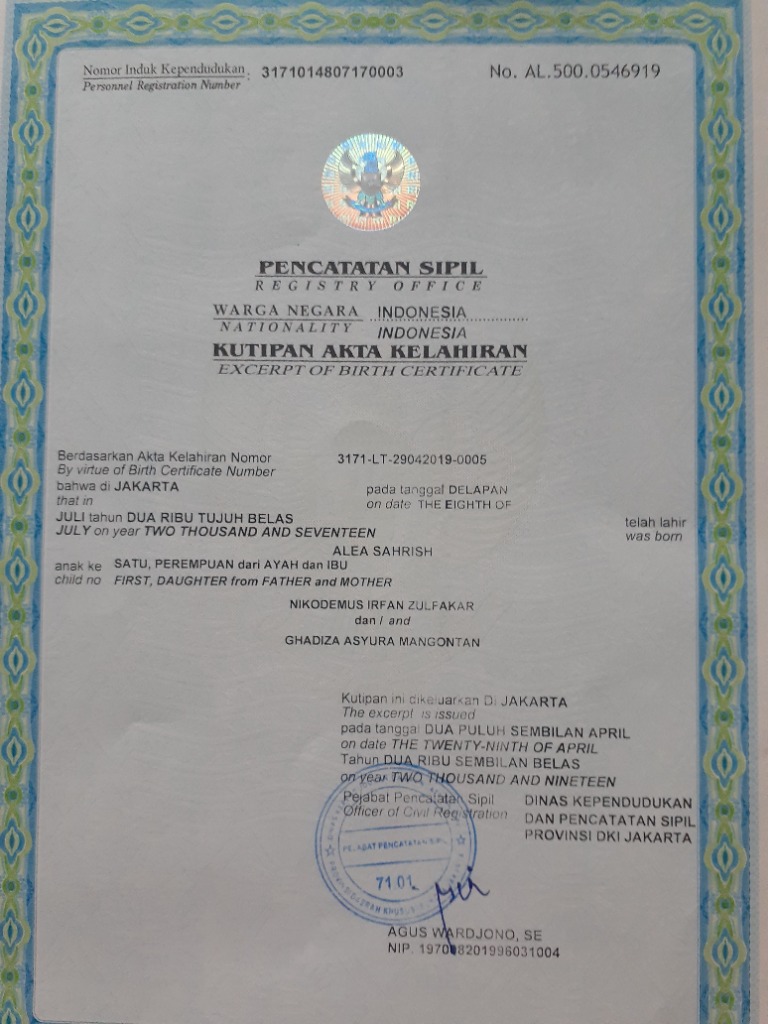 Nomor Induk Kependudukan : 3171014807170003 No. AL.500.0546919
Personnel Registration Number
PENCATATAN SIPIL
REGISTRY OFFICE
WARGA NEGARA INDONESIA
NATIONALITY INDONESIA
KUTIPAN AKTA KELAHIRAN
EXCERPT OF BIRTH CERTIFICATE
Berdasarkan Akta Kelahiran Nomor 3171-LT-29042019-0005
By virtue of Birth Certificate Number
bahwa di JAKARTA pada tanggal DELAPAN
that in on date THE EIGHTH OF
JULI tahun DUA RIBU TUJUH BELAS telah lahir
JULY on year TWO THOUSAND AND SEVENTEEN was born
ALEA SAHRISH
anak ke SATU, PEREMPUAN dari AYAH dan IBU
child no FIRST, DAUGHTER from FATHER and MOTHER
NIKODEMUS IRFAN ZULFAKAR
dan / and
GHADIZA ASYURA MANGONTAN
Kutipan ini dikeluarkan Di JAKARTA
The excerpt is issued
pada tanggal DUA PULUH SEMBILAN APRIL
on date THE TWENTY-NINTH OF APRIL
Tahun DUA RIBU SEMBILAN BELAS
on year TWO THOUSAND AND NINETEEN
Pejabat Pencatatan Sipil DINAS KEPENDUDUKAN
Officer of Civil Registration DAN PENCATATAN SIPIL
PROVINSI DKI JAKARTA
PEJABAT PENCATATAN SIPIL
71.01.
AGUS WARDJONO, SE
NIP. 197008201996031004